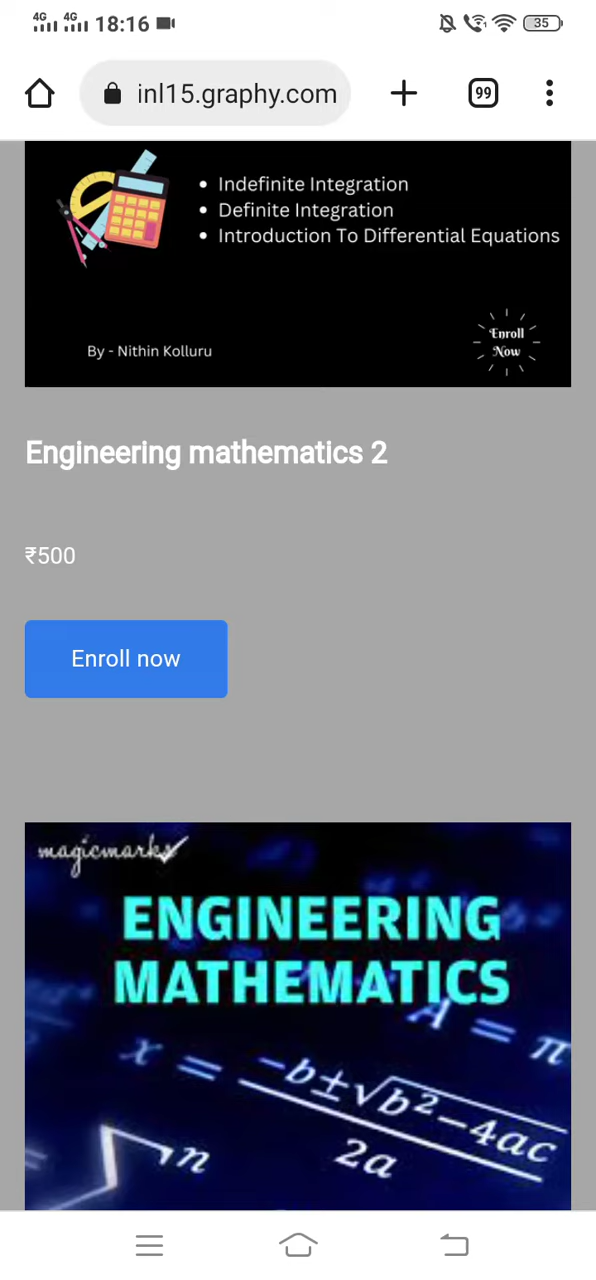 4G 4G 18:16 35
inl15.graphy.com
99
• Indefinite Integration
• Definite Integration
• Introduction To Differential Equations
Enroll
Now
By - Nithin Kolluru
Engineering mathematics 2
₹500
Enroll now
magicmarks
ENGINEERING
MATHEMATICS
A = π
x = -b±√b²-4ac
2a
n